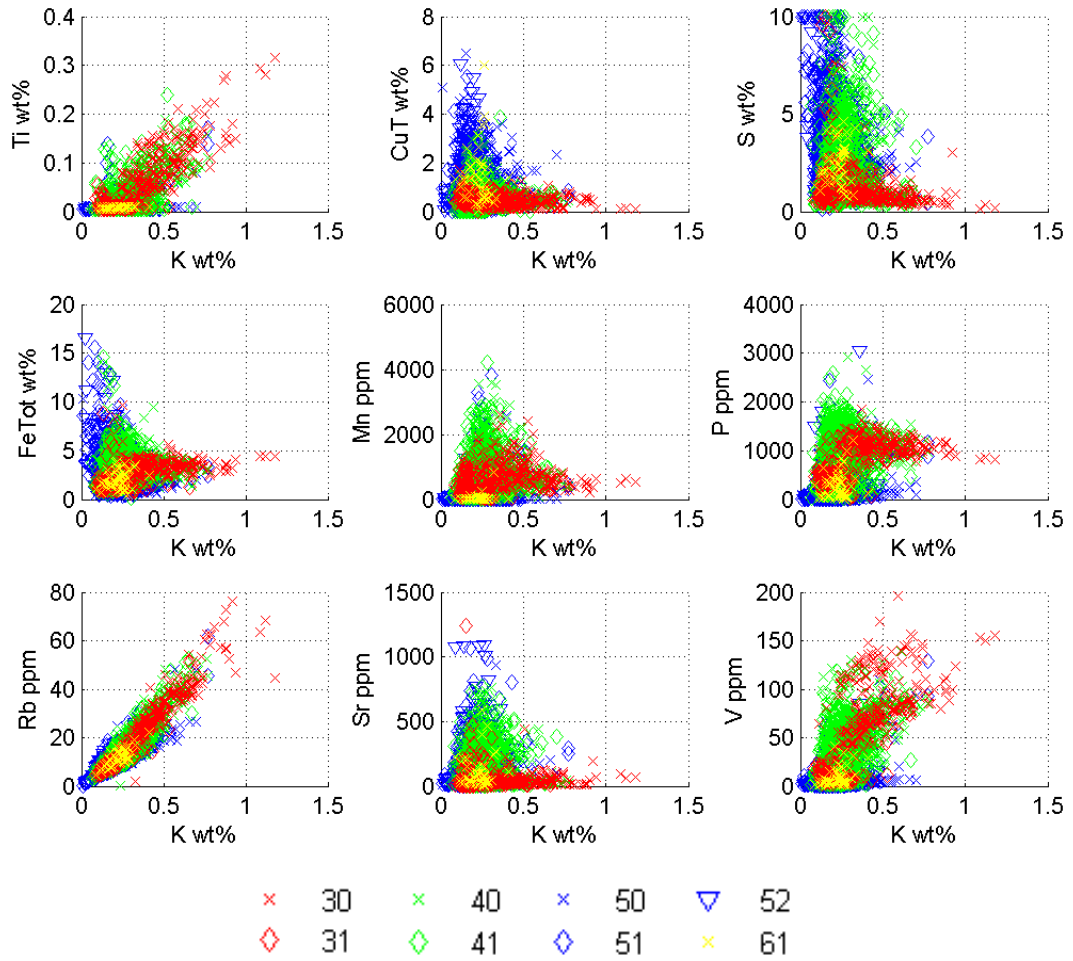 Ti wt%
0.4
0.3
0.2
0.1
0
0 0.5 1 1.5
K wt%
CuT wt%
8
6
4
2
0
0 0.5 1 1.5
K wt%
S wt%
10
5
0
0 0.5 1 1.5
K wt%
FeTot wt%
20
15
10
5
0
0 0.5 1 1.5
K wt%
Mn ppm
6000
4000
2000
0
0 0.5 1 1.5
K wt%
P ppm
4000
3000
2000
1000
0
0 0.5 1 1.5
K wt%
Rb ppm
80
60
40
20
0
0 0.5 1 1.5
K wt%
Sr ppm
1500
1000
500
0
0 0.5 1 1.5
K wt%
V ppm
200
150
100
50
0
0 0.5 1 1.5
K wt%
30 40 50 52
31 41 51 61